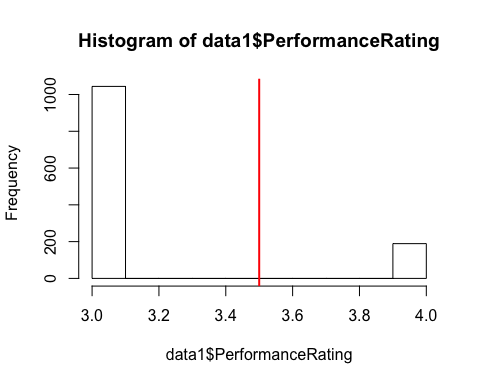 Histogram of data1$PerformanceRating
Frequency
1000
600
200
0
3.0 3.2 3.4 3.6 3.8 4.0
data1$PerformanceRating